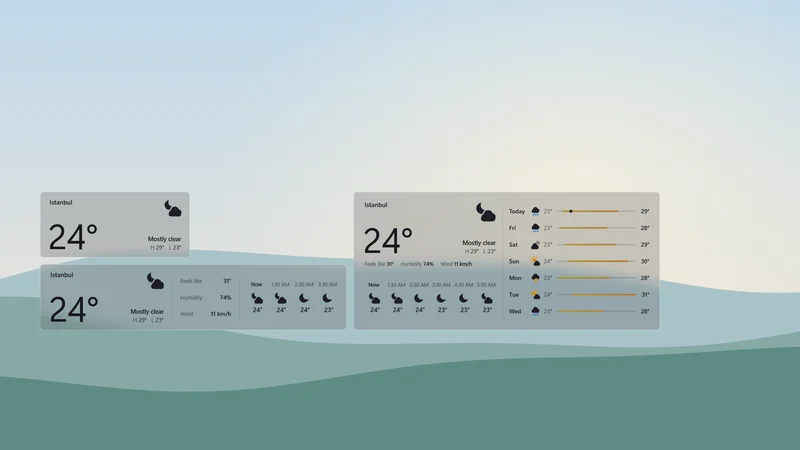 Istanbul
24°
Mostly clear
H 29° L 23°
Istanbul
24°
Mostly clear
H 29° L 23°
Feels like 31°
Humidity 74%
Wind 11 km/h
Now 1:30 AM 2:30 AM 3:30 AM
24° 24° 24° 23°
Istanbul
24°
Mostly clear
H 29° L 23°
Feels like 31° Humidity 74% Wind 11 km/h
Now 1:30 AM 2:30 AM 3:30 AM 4:30 AM 5:30 AM
24° 24° 24° 23° 23° 23°
Today 23° 29°
Fri 23° 28°
Sat 23° 29°
Sun 24° 30°
Mon 23° 28°
Tue 24° 31°
Wed 23° 28°